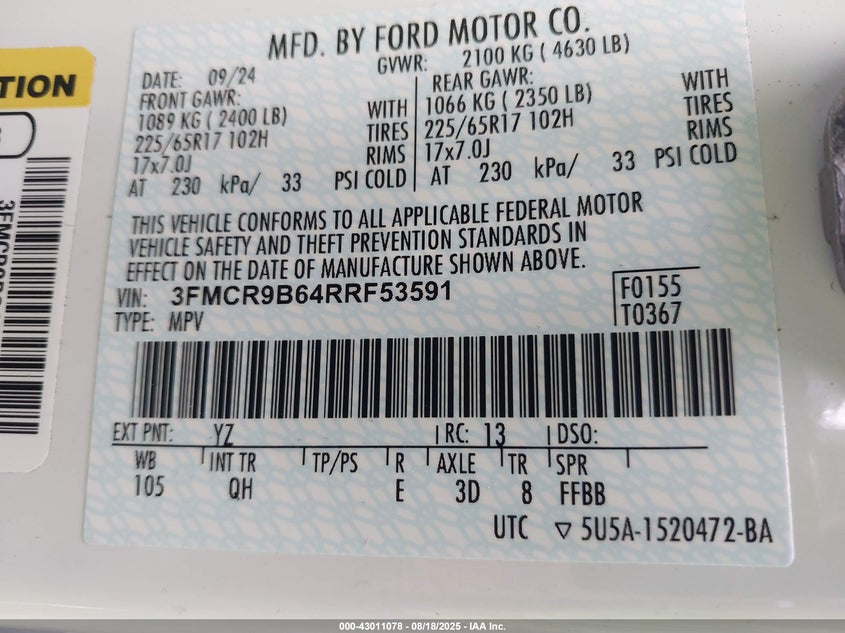 TION
3FMCR9B
MFD. BY FORD MOTOR CO.
DATE: 09/24 GVWR: 2100 KG ( 4630 LB)
FRONT GAWR: REAR GAWR:
1089 KG ( 2400 LB) WITH 1066 KG ( 2350 LB) WITH
225/65R17 102H TIRES 225/65R17 102H TIRES
17x7.0J RIMS 17x7.0J RIMS
AT 230 kPa/ 33 PSI COLD AT 230 kPa/ 33 PSI COLD
THIS VEHICLE CONFORMS TO ALL APPLICABLE FEDERAL MOTOR
VEHICLE SAFETY AND THEFT PREVENTION STANDARDS IN
EFFECT ON THE DATE OF MANUFACTURE SHOWN ABOVE.
VIN: 3FMCR9B64RRF53591 F0155
TYPE: MPV T0367
EXT PNT: YZ RC: 13 DSO:
WB INT TR TP/PS R AXLE TR SPR
105 QH E 3D 8 FFBB
UTC ▽ 5U5A-1520472-BA
000-43011078 - 08/18/2025 - IAA Inc.